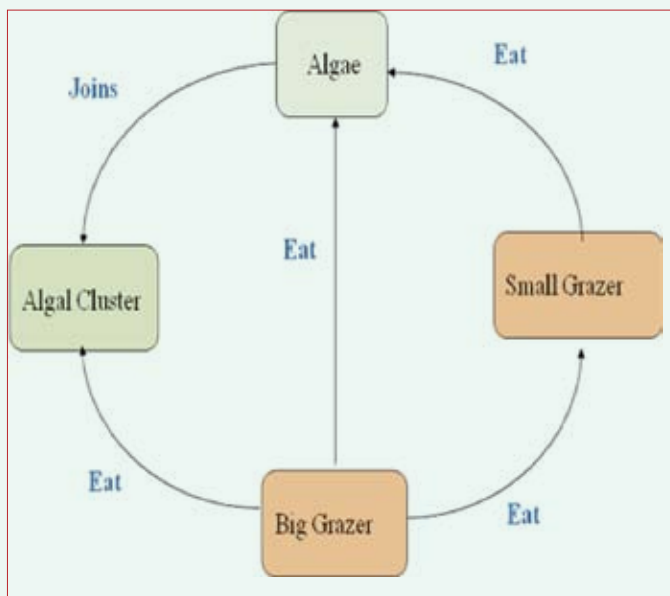 Algae
Eat
Joins
Eat
Small Grazer
Algal Cluster
Eat
Big Grazer
Eat